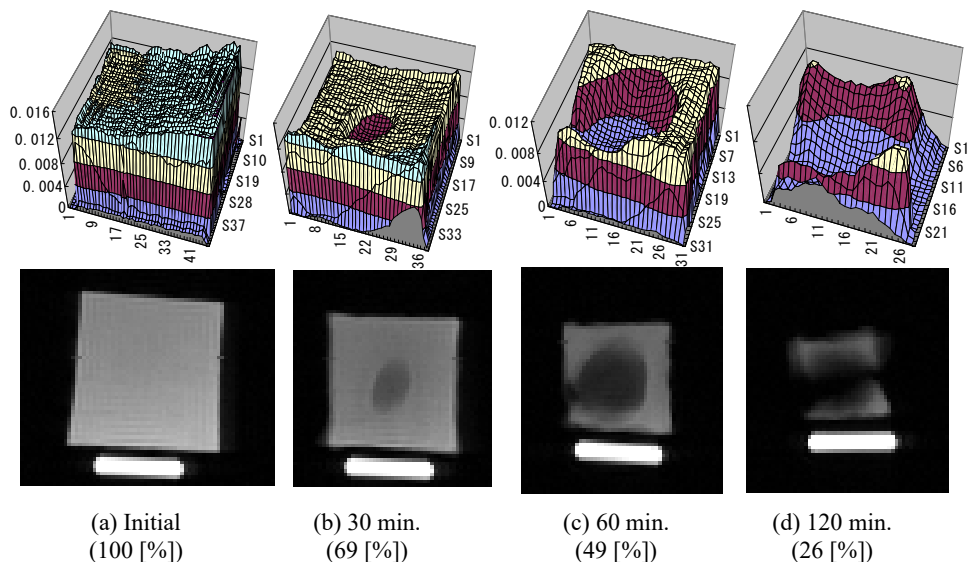 0.016
0.012
0.008
0.004
0
1
9
17
25
33
41
S1
S10
S19
S28
S37
1
8
15
22
29
36
S1
S9
S17
S25
S33
0.012
0.008
0.004
0
1
6
11
16
21
26
31
S1
S7
S13
S19
S25
S31
1
6
11
16
21
26
S1
S6
S11
S16
S21
(a) Initial
(100 [%])
(b) 30 min.
(69 [%])
(c) 60 min.
(49 [%])
(d) 120 min.
(26 [%])